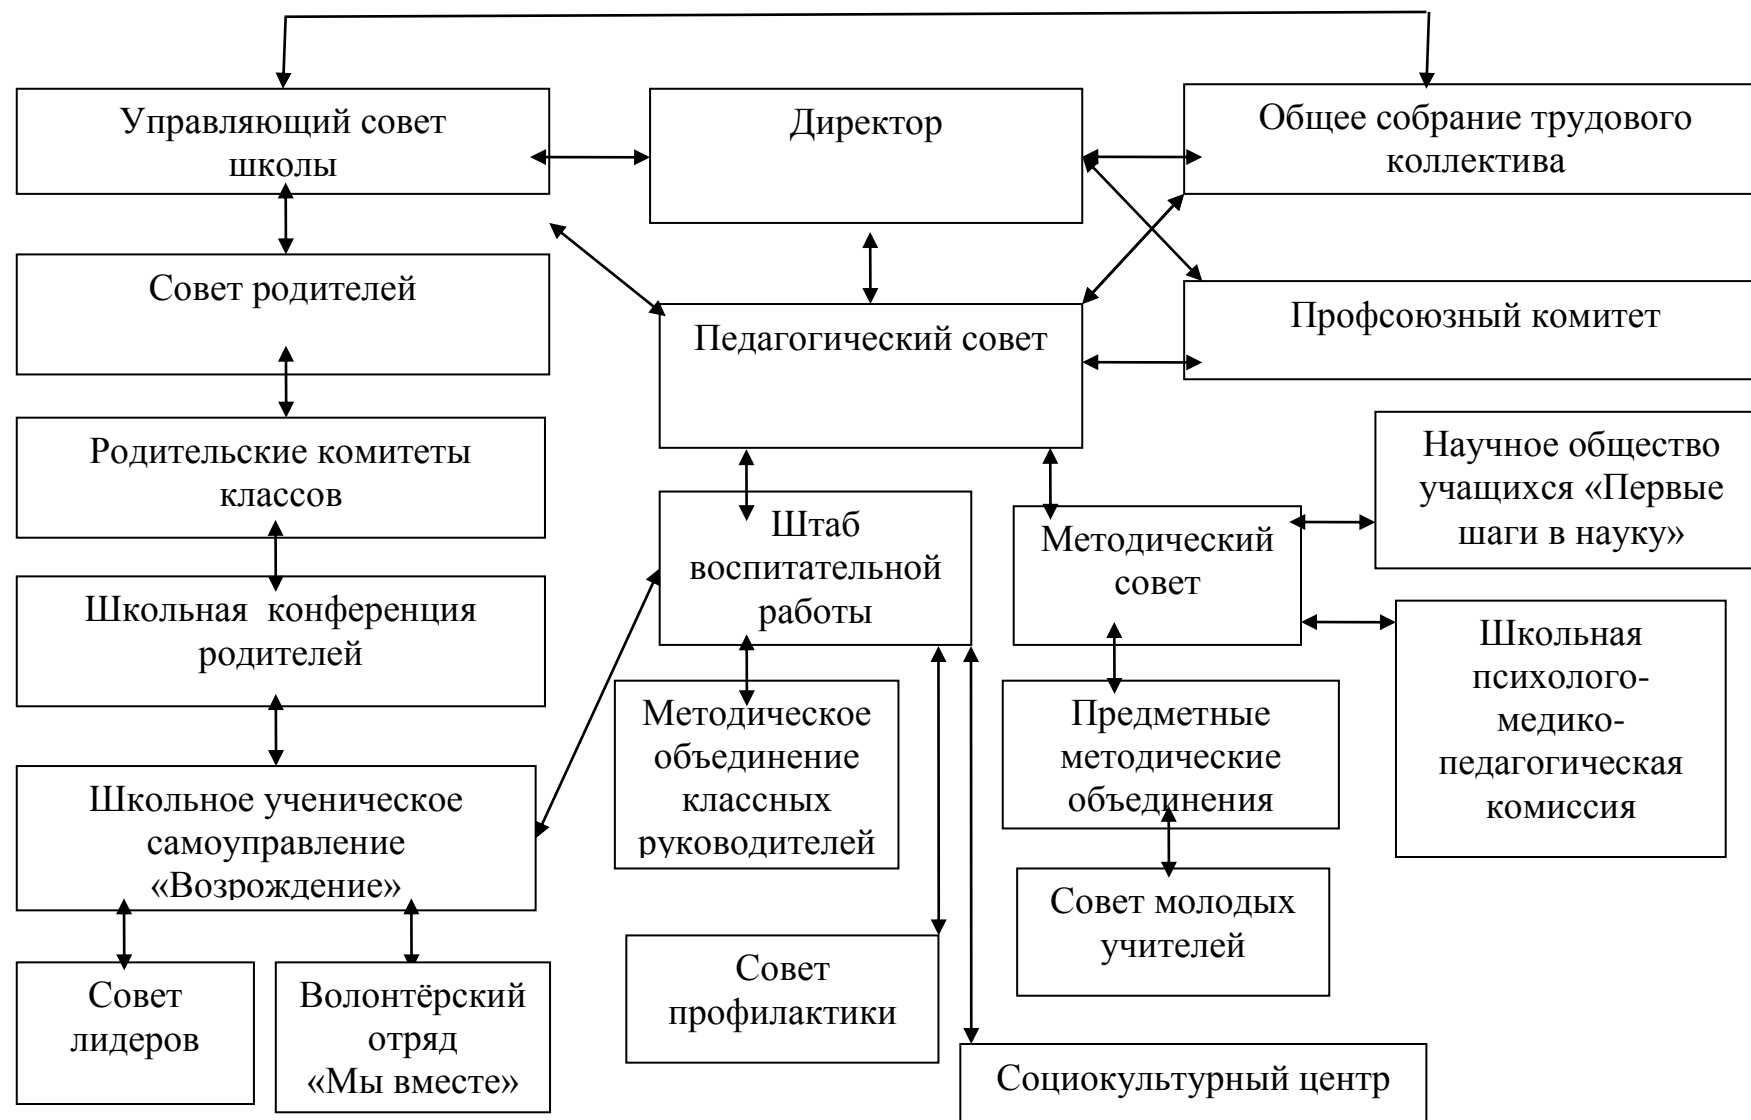 Управляющий совет
школы
Директор
Общее собрание трудового
коллектива
Совет родителей
Педагогический совет
Профсоюзный комитет
Родительские комитеты
классов
Штаб
воспитательной
работы
Методический
совет
Научное общество
учащихся «Первые
шаги в науку»
Школьная конференция
родителей
Методическое
объединение
классных
руководителей
Предметные
методические
объединения
Школьная
психолого-
медико-
педагогическая
комиссия
Школьное ученическое
самоуправление
«Возрождение»
Совет молодых
учителей
Совет
лидеров
Волонтёрский
отряд
«Мы вместе»
Совет
профилактики
Социокультурный центр